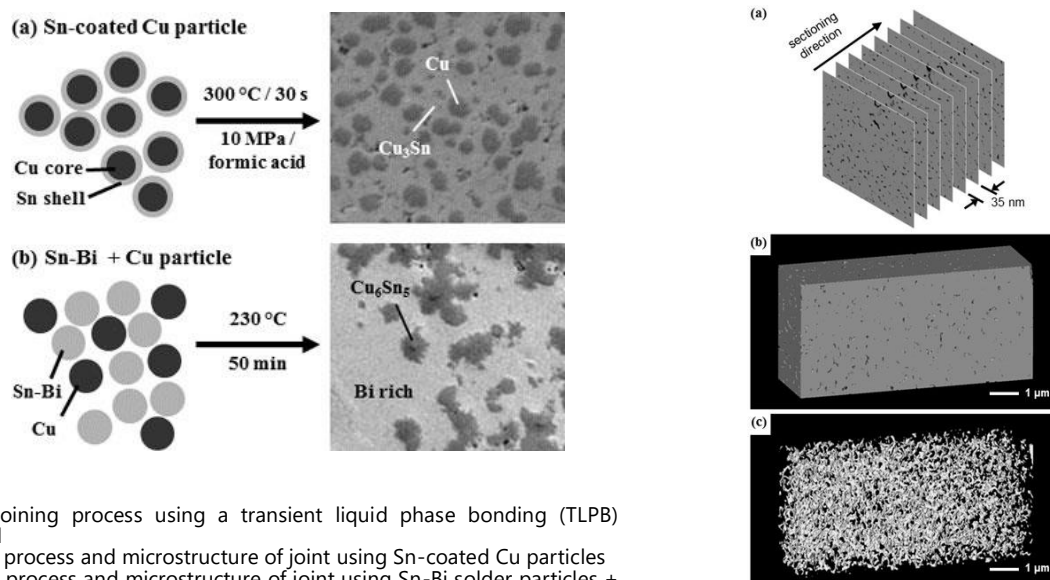 (a) Sn-coated Cu particle
300 °C / 30 s
10 MPa /
formic acid
Cu core
Sn shell
Cu
Cu₃Sn
(b) Sn-Bi + Cu particle
230 °C
50 min
Sn-Bi
Cu
Cu₆Sn₅
Bi rich
oining process using a transient liquid phase bonding (TLPB)
process and microstructure of joint using Sn-coated Cu particles
process and microstructure of joint using Sn-Bi solder particles +
(a)
sectioning
direction
35 nm
(b)
1 μm
(c)
1 μm